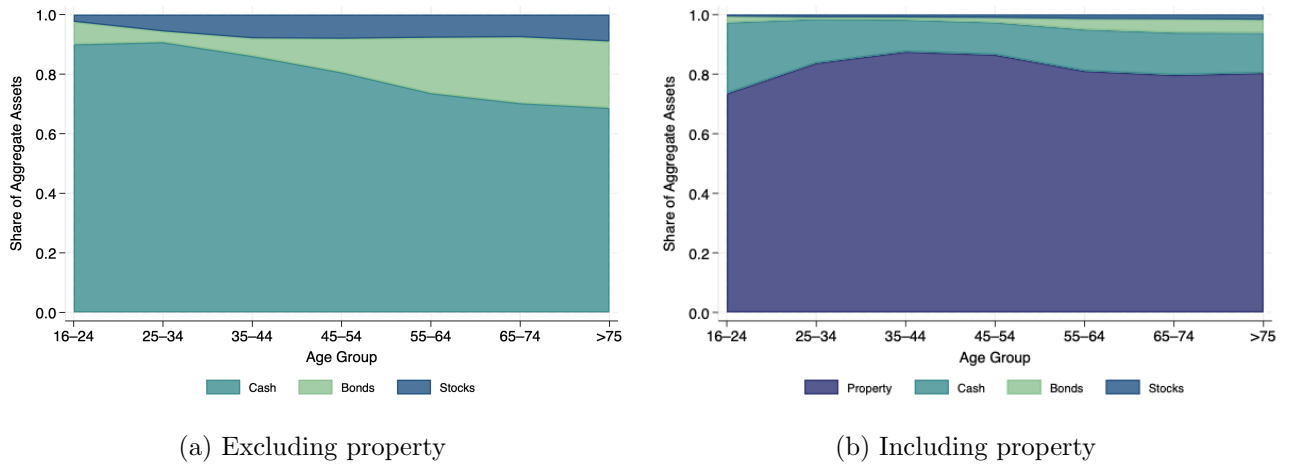 Share of Aggregate Assets
1.0
0.8
0.6
0.4
0.2
0.0
16–24 25–34 35–44 45–54 55–64 65–74 >75
Age Group
Cash Bonds Stocks
(a) Excluding property
Share of Aggregate Assets
1.0
0.8
0.6
0.4
0.2
0.0
16–24 25–34 35–44 45–54 55–64 65–74 >75
Age Group
Property Cash Bonds Stocks
(b) Including property